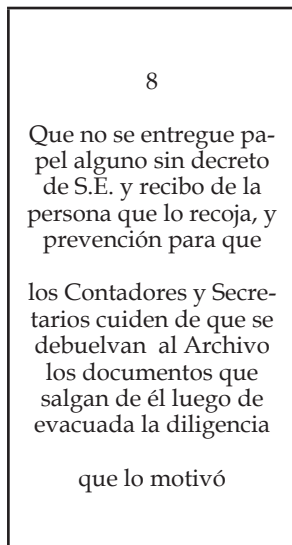 8
Que no se entregue pa-
pel alguno sin decreto
de S.E. y recibo de la
persona que lo recoja, y
prevención para que
los Contadores y Secre-
tarios cuiden de que se
debuelvan al Archivo
los documentos que
salgan de él luego de
evacuada la diligencia
que lo motivó